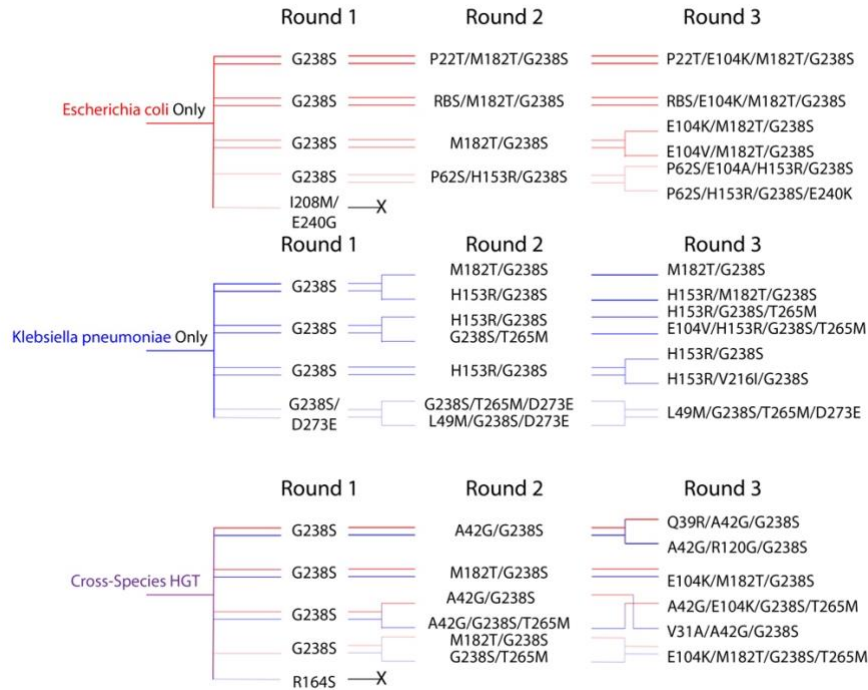 Round 1 Round 2 Round 3
G238S P22T/M182T/G238S P22T/E104K/M182T/G238S
G238S RBS/M182T/G238S RBS/E104K/M182T/G238S
Escherichia coli Only
E104K/M182T/G238S
G238S M182T/G238S
E104V/M182T/G238S
P62S/E104A/H153R/G238S
G238S P62S/H153R/G238S
P62S/H153R/G238S/E240K
I208M/
E240G X
Round 1 Round 2 Round 3
M182T/G238S M182T/G238S
G238S
H153R/G238S H153R/M182T/G238S
H153R/G238S H153R/G238S/T265M
G238S
Klebsiella pneumoniae Only
G238S/T265M E104V/H153R/G238S/T265M
H153R/G238S
G238S H153R/G238S
H153R/V216I/G238S
G238S/ G238S/T265M/D273E
L49M/G238S/T265M/D273E
D273E L49M/G238S/D273E
Round 1 Round 2 Round 3
Q39R/A42G/G238S
G238S A42G/G238S
A42G/R120G/G238S
Cross-Species HGT
G238S M182T/G238S E104K/M182T/G238S
A42G/G238S A42G/E104K/G238S/T265M
G238S
A42G/G238S/T265M V31A/A42G/G238S
M182T/G238S
G238S
G238S/T265M E104K/M182T/G238S/T265M
R164S X